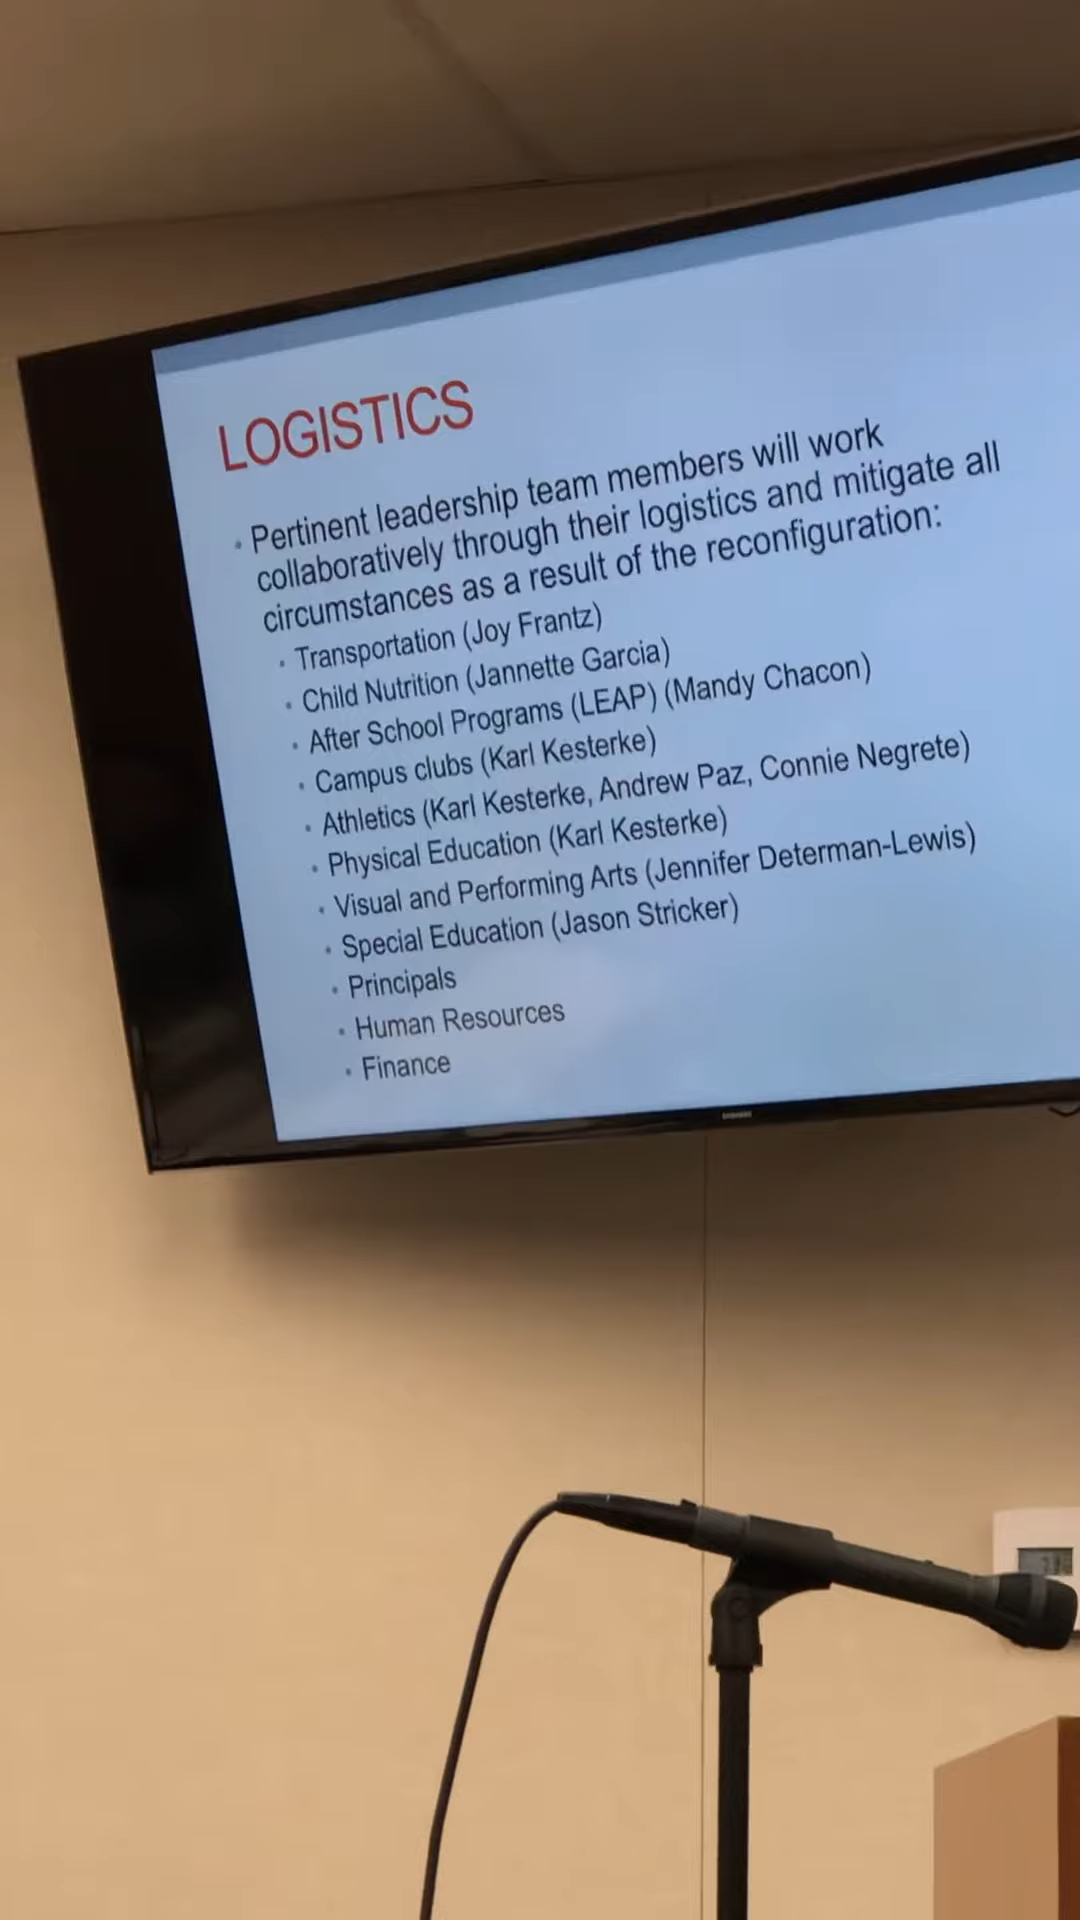 LOGISTICS
• Pertinent leadership team members will work
collaboratively through their logistics and mitigate all
circumstances as a result of the reconfiguration:
• Transportation (Joy Frantz)
• Child Nutrition (Jannette Garcia)
• After School Programs (LEAP) (Mandy Chacon)
• Campus clubs (Karl Kesterke)
• Athletics (Karl Kesterke, Andrew Paz, Connie Negrete)
• Physical Education (Karl Kesterke)
• Visual and Performing Arts (Jennifer Determan-Lewis)
• Special Education (Jason Stricker)
• Principals
• Human Resources
• Finance